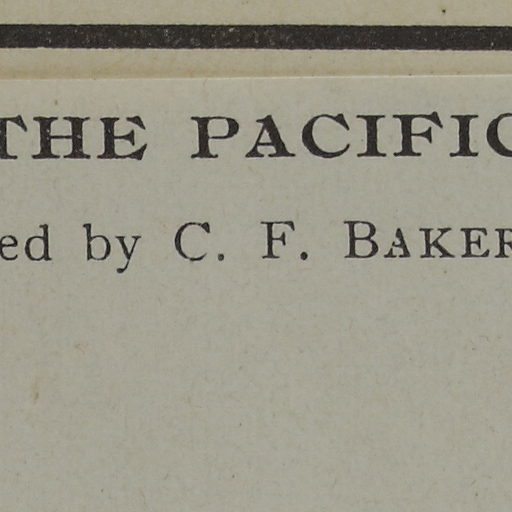 THE PACIFIC
ed by C. F. BAKER